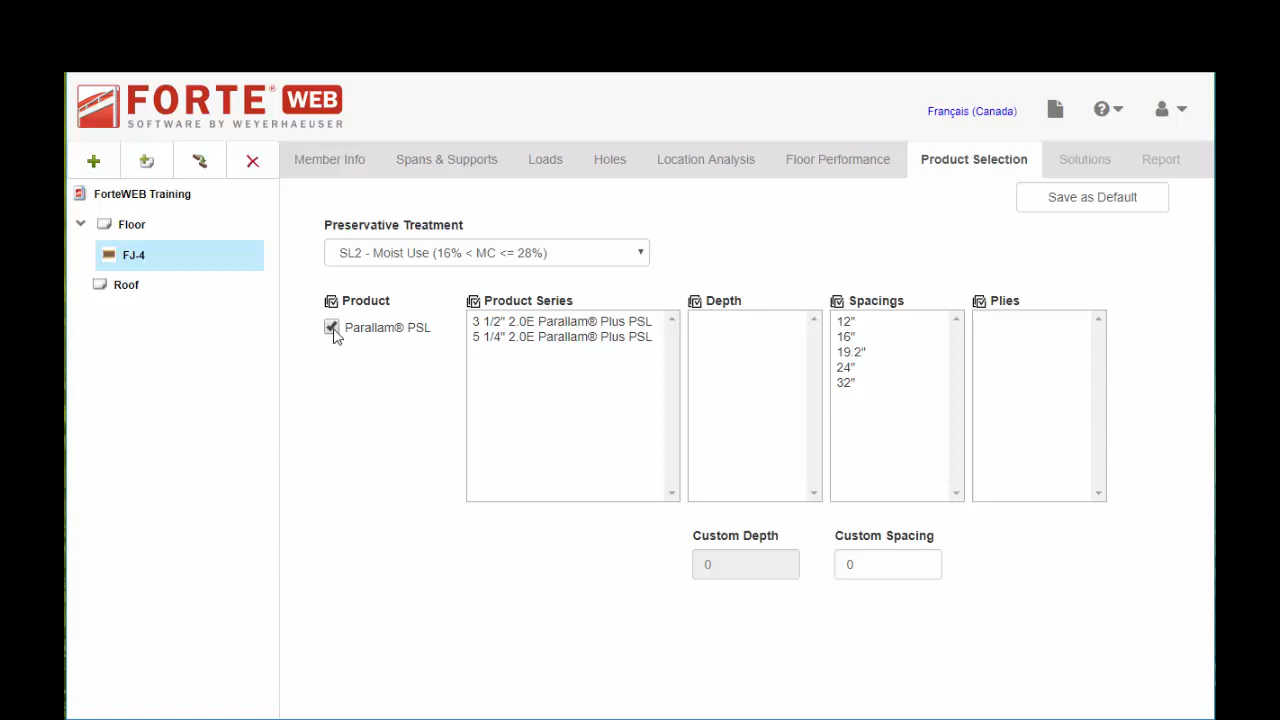 FORTE® WEB
SOFTWARE BY WEYERHAEUSER
Français (Canada)
Member Info
Spans & Supports
Loads
Holes
Location Analysis
Floor Performance
Product Selection
Solutions
Report
ForteWEB Training
Floor
FJ-4
Roof
Save as Default
Preservative Treatment
SL2 - Moist Use (16% < MC <= 28%)
Product
Parallam® PSL
Product Series
3 1/2" 2.0E Parallam® Plus PSL
5 1/4" 2.0E Parallam® Plus PSL
Depth
Spacings
12"
16"
19.2"
24"
32"
Plies
Custom Depth
0
Custom Spacing
0